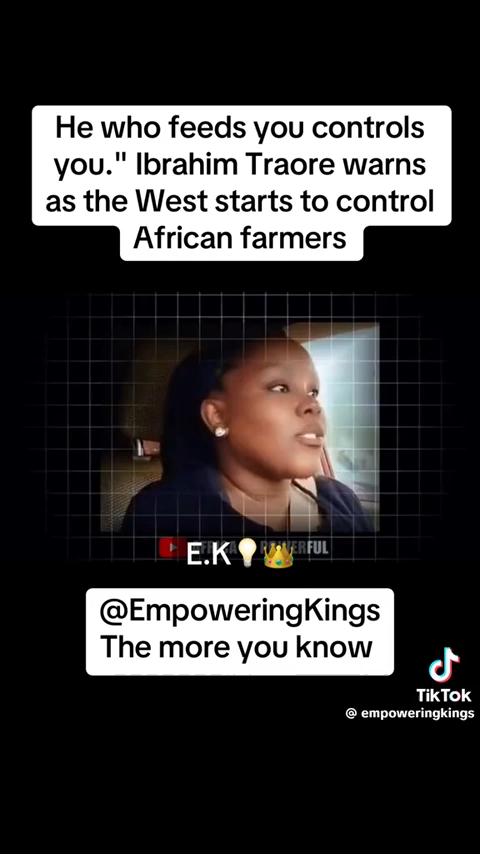 He who feeds you controls
you." Ibrahim Traore warns
as the West starts to control
African farmers
E.K💡👑
@EmpoweringKings
The more you know
TikTok
@ empoweringkings